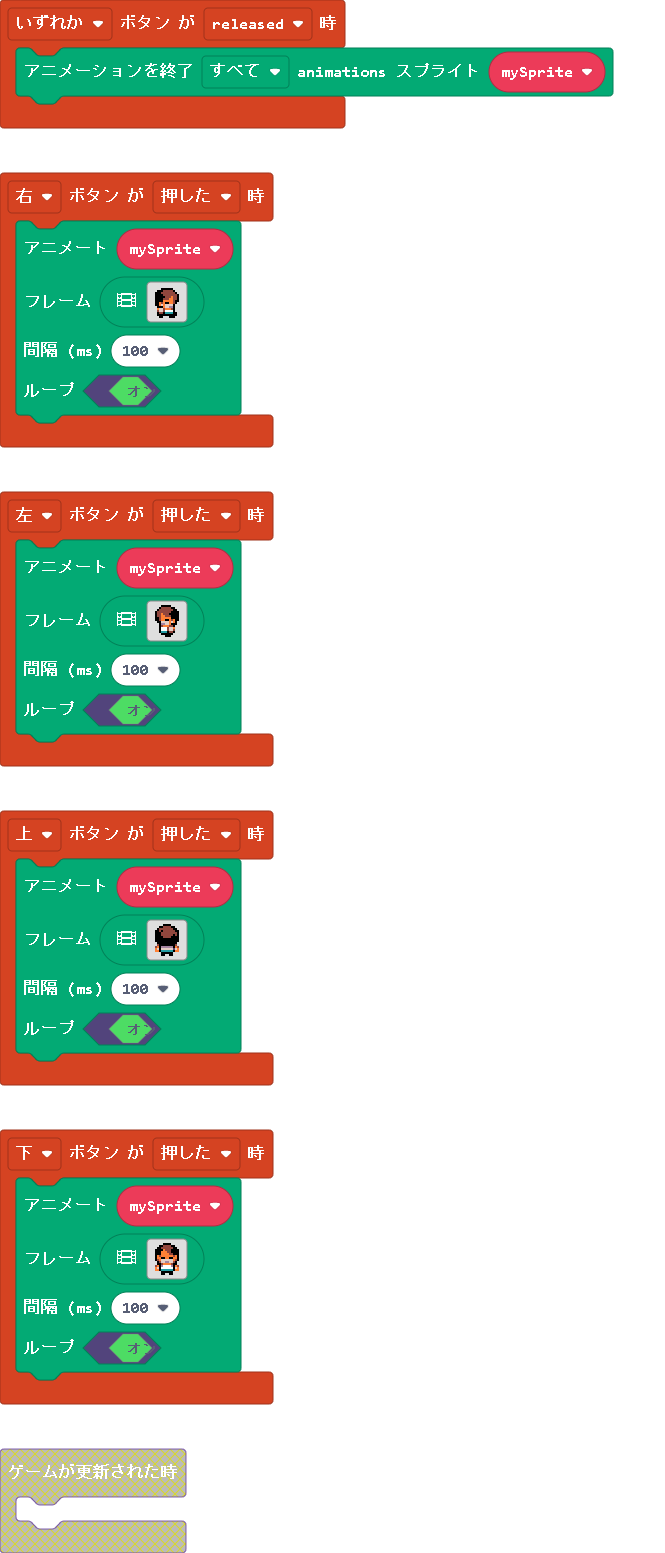 いずれか ボタン が released 時
アニメーションを終了 すべて animations スプライト mySprite
右 ボタン が 押した 時
アニメート mySprite
フレーム
間隔 (ms) 100
ループ
左 ボタン が 押した 時
アニメート mySprite
フレーム
間隔 (ms) 100
ループ
上 ボタン が 押した 時
アニメート mySprite
フレーム
間隔 (ms) 100
ループ
下 ボタン が 押した 時
アニメート mySprite
フレーム
間隔 (ms) 100
ループ
ゲームが更新された時